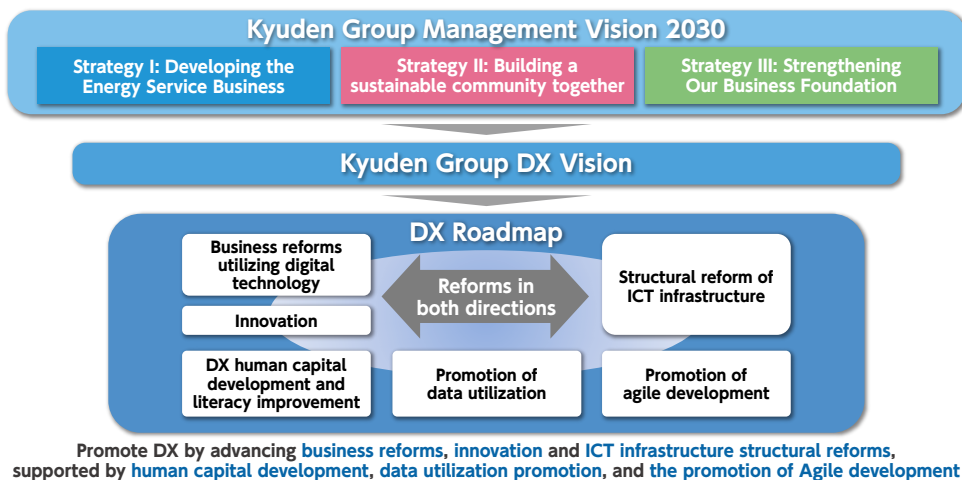 Kyuden Group Management Vision 2030
Strategy I: Developing the
Energy Service Business
Strategy II: Building a
sustainable community together
Strategy III: Strengthening
Our Business Foundation
Kyuden Group DX Vision
DX Roadmap
Business reforms
utilizing digital
technology
Innovation
Reforms in
both directions
Structural reform of
ICT infrastructure
DX human capital
development and
literacy improvement
Promotion of
data utilization
Promotion of
agile development
Promote DX by advancing business reforms, innovation and ICT infrastructure structural reforms,
supported by human capital development, data utilization promotion, and the promotion of Agile development